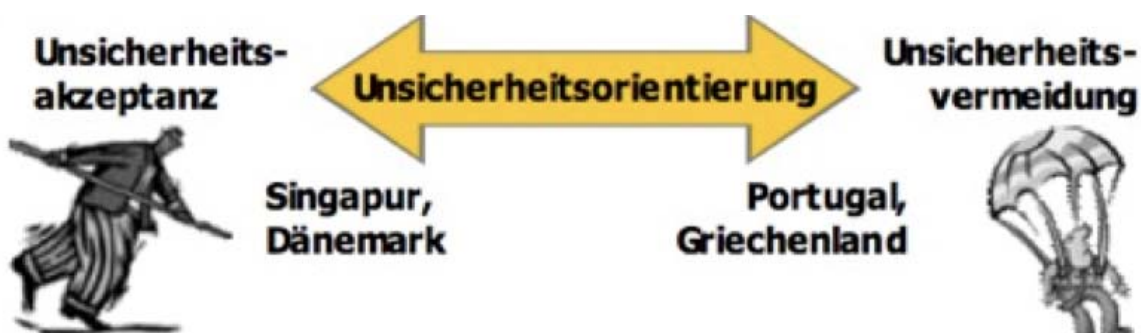 Unsicherheits-
akzeptanz
Unsicherheitsorientierung
Unsicherheits-
vermeidung
Singapur,
Dänemark
Portugal,
Griechenland